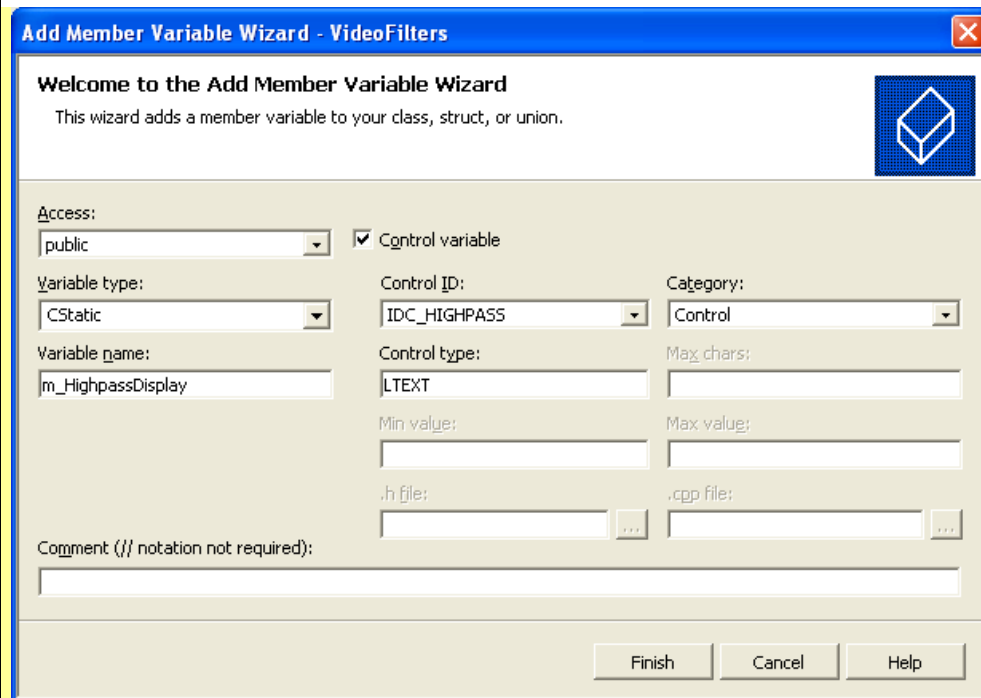 Add Member Variable Wizard - VideoFilters
Welcome to the Add Member Variable Wizard
This wizard adds a member variable to your class, struct, or union.
Access:
public
Control variable
Variable type:
Control ID:
Category:
CStatic
IDC_HIGHPASS
Control
Variable name:
Control type:
Max chars:
m_HighpassDisplay
LTEXT
Min value:
Max value:
.h file:
.cpp file:
...
...
Comment (// notation not required):
Finish
Cancel
Help